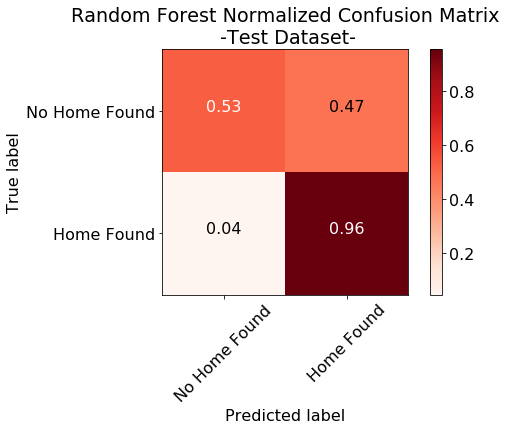 Random Forest Normalized Confusion Matrix
-Test Dataset-
True label
No Home Found
Home Found
0.53
0.47
0.04
0.96
0.8
0.6
0.4
0.2
No Home Found
Home Found
Predicted label